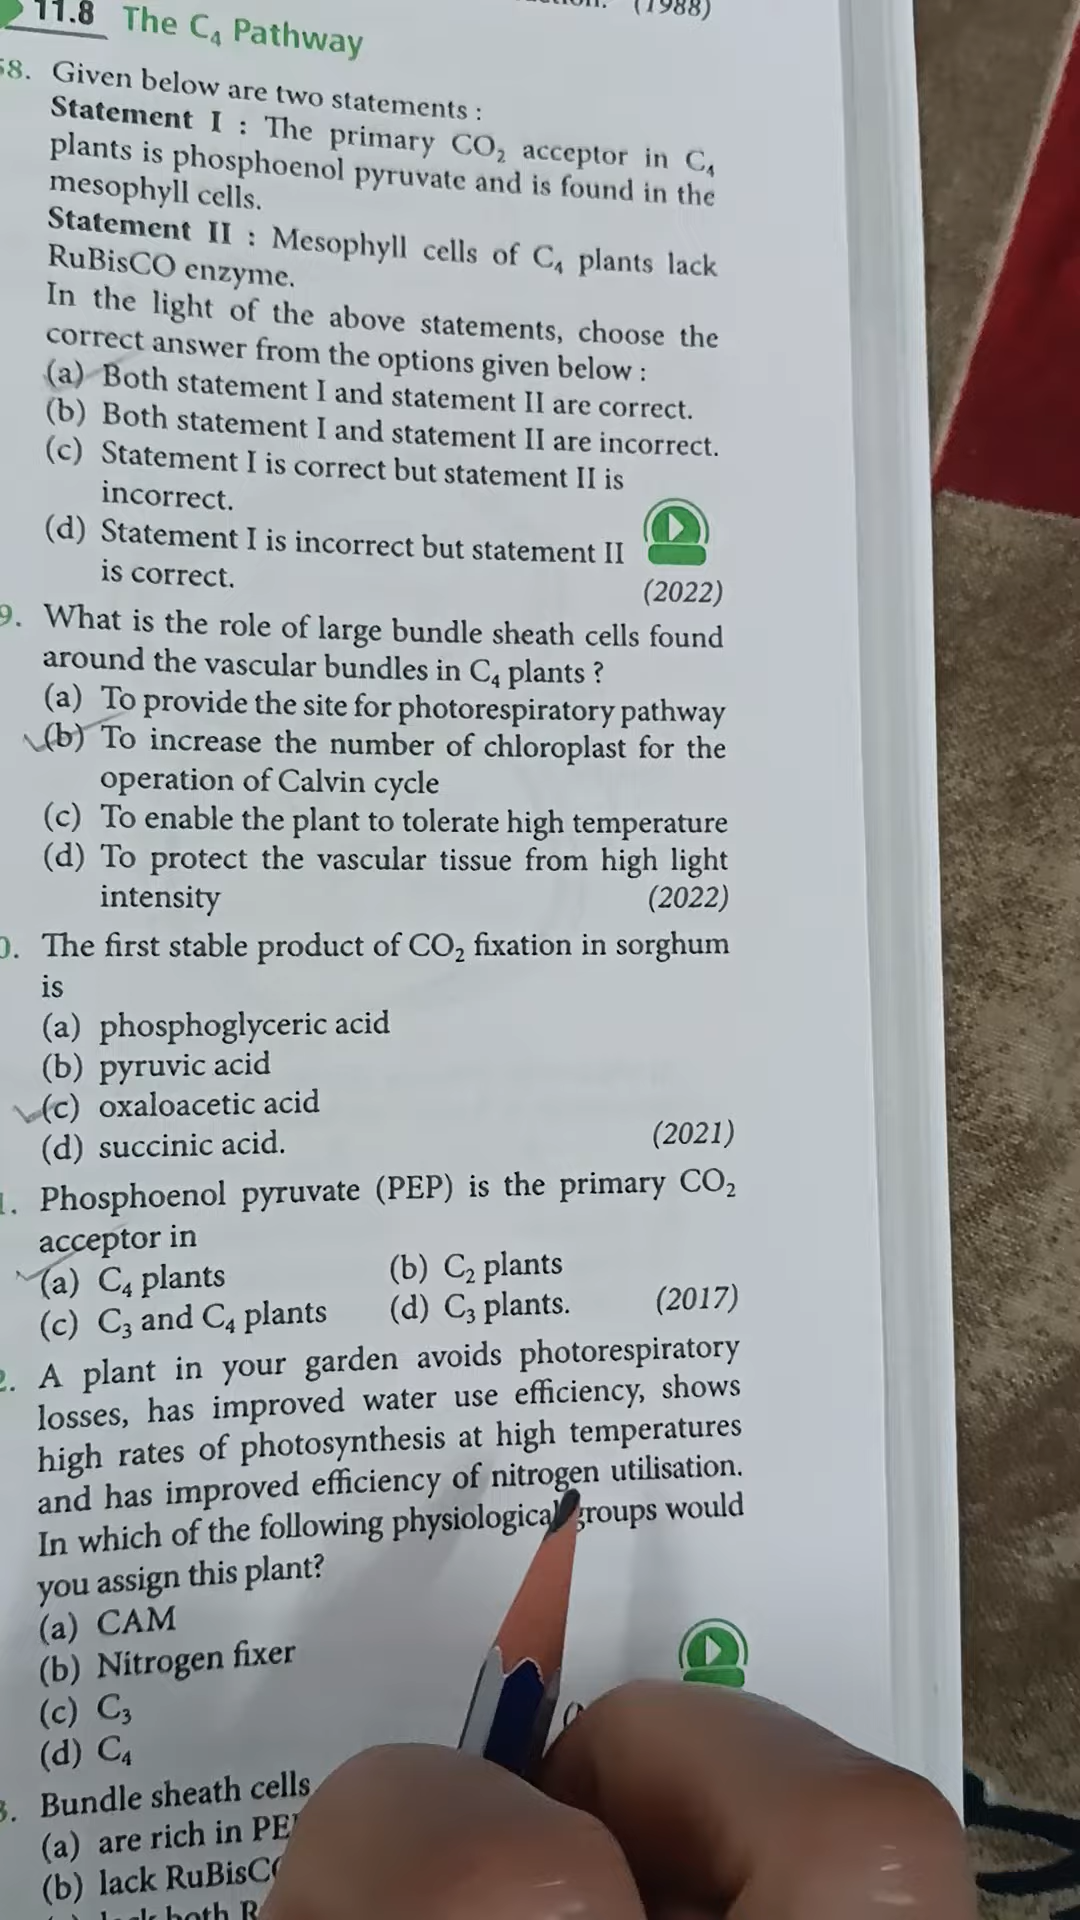 (1988)
11.8 The C₄ Pathway
58. Given below are two statements :
Statement I : The primary CO₂ acceptor in C₄
plants is phosphoenol pyruvate and is found in the
mesophyll cells.
Statement II : Mesophyll cells of C₄ plants lack
RuBisCO enzyme.
In the light of the above statements, choose the
correct answer from the options given below :
(a) Both statement I and statement II are correct.
(b) Both statement I and statement II are incorrect.
(c) Statement I is correct but statement II is
incorrect.
(d) Statement I is incorrect but statement II
is correct.
(2022)
9. What is the role of large bundle sheath cells found
around the vascular bundles in C₄ plants ?
(a) To provide the site for photorespiratory pathway
(b) To increase the number of chloroplast for the
operation of Calvin cycle
(c) To enable the plant to tolerate high temperature
(d) To protect the vascular tissue from high light
intensity (2022)
0. The first stable product of CO₂ fixation in sorghum
is
(a) phosphoglyceric acid
(b) pyruvic acid
(c) oxaloacetic acid
(d) succinic acid. (2021)
1. Phosphoenol pyruvate (PEP) is the primary CO₂
acceptor in
(a) C₄ plants (b) C₂ plants
(c) C₃ and C₄ plants (d) C₃ plants. (2017)
2. A plant in your garden avoids photorespiratory
losses, has improved water use efficiency, shows
high rates of photosynthesis at high temperatures
and has improved efficiency of nitrogen utilisation.
In which of the following physiological groups would
you assign this plant?
(a) CAM
(b) Nitrogen fixer
(c) C₃
(d) C₄
3. Bundle sheath cells
(a) are rich in PE
(b) lack RuBisC
both R